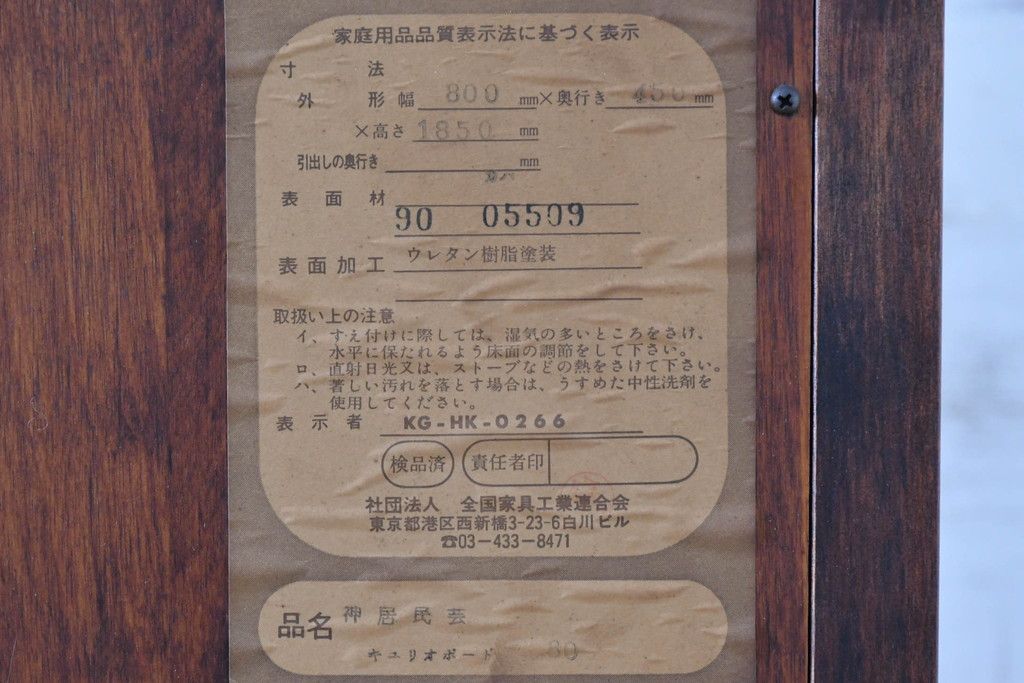 家庭用品品質表示法に基づく表示
寸法
外形 幅 800 mm×奥行き 450 mm
×高さ 1850 mm
引出しの奥行き mm
表面材 カバ
90 05509
表面加工 ウレタン樹脂塗装
取扱い上の注意
イ、すえ付けに際しては、湿気の多いところをさけ、
水平に保たれるよう床面の調節をして下さい。
ロ、直射日光又は、ストーブなどの熱をさけて下さい。
ハ、著しい汚れを落とす場合は、うすめた中性洗剤を
使用してください。
表示者 KG-HK-0266
検品済 責任者印
社団法人 全国家具工業連合会
東京都港区西新橋3-23-6白川ビル
☎03-433-8471
品名 神居民芸
キュリオボード 80